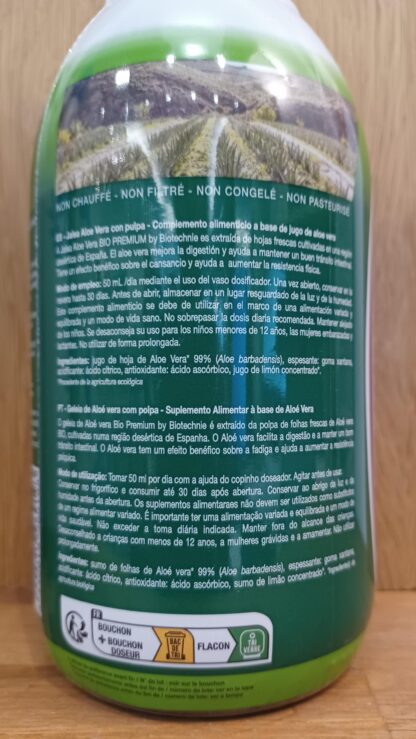 NON CHAUFFÉ - NON FILTRÉ - NON CONGELÉ - NON PASTEURISÉ
ES - Jalea Aloe Vera con pulpa - Complemento alimenticio a base de jugo de aloe vera
A Jalea Aloe Vera BIO PREMIUM by Biotechnie es extraída de hojas frescas cultivadas en una región
desértica de España. El aloe vera mejora la digestión y ayuda a mantener un buen tránsito intestinal.
Tiene un efecto benéfico sobre el cansancio y ayuda a aumentar la resistencia física.
Modo de empleo: 50 mL /dia mediante el uso del vaso dosificador. Una vez abierto, conservar en la
nevera hasta 30 días. Antes de abrir, almacenar en un lugar resguardado de la luz y de la humedad.
Este complemento alimenticio se debe de utilizar en el marco de una alimentación variada y
equilibrada y un modo de vida sano. No sobrepasar la dosis diaria recomendada. Mantener alejado
de los niños. Se desaconseja su uso para los niños menores de 12 años, las mujeres embarazadas y
lactantes. No utilizar de forma prolongada.
Ingredientes: jugo de hoja de Aloe Vera* 99% (Aloe barbadensis), espesante: goma xantana,
acidificante: ácido cítrico, antioxidante: ácido ascórbico, jugo de limón concentrado*.
*Procedente de la agricultura ecológica
PT - Geleia de Aloé vera com polpa - Suplemento Alimentar à base de Aloé Vera
O geleia de Aloé vera Bio Premium by Biotechnie é extraído da polpa de folhas frescas de Aloé
BIO, cultivadas numa região desértica de Espanha. O Aloé vera facilita a digestão e a manter um bom
trânsito intestinal. O Aloé vera tem um efeito benéfico sobre a fadiga e ajuda a aumentar a resistência
Modo de utilização: Tomar 50 ml por dia com a ajuda do copinho doseador. Agitar antes de usar.
Conservar no frigorífico e consumir até 30 dias após abertura. Conservar ao abrigo da luz e da
humidade antes da abertura. Os suplementos alimentares não devem ser utilizados como substitutos
de um regime alimentar variado. É importante ter uma alimentação variada e equilibrada e um modo de
vida saudável. Não exceder a toma diária indicada. Manter fora do alcance das crianças.
Desaconselhado a crianças com menos de 12 anos, a mulheres grávidas e a amamentar. Não utilizar
prolongadamente.
Ingredientes: sumo de folhas de Aloé vera* 99% (Aloe barbadensis), espessante: goma xantana,
acidificante: ácido cítrico, antioxidante: ácido ascórbico, sumo de limão concentrado*. *Ingredientes de
agricultura biológica
FR
BOUCHON
+ BOUCHON
DOSEUR
BAC
DE TRI
FLACON
TRI
VERRE